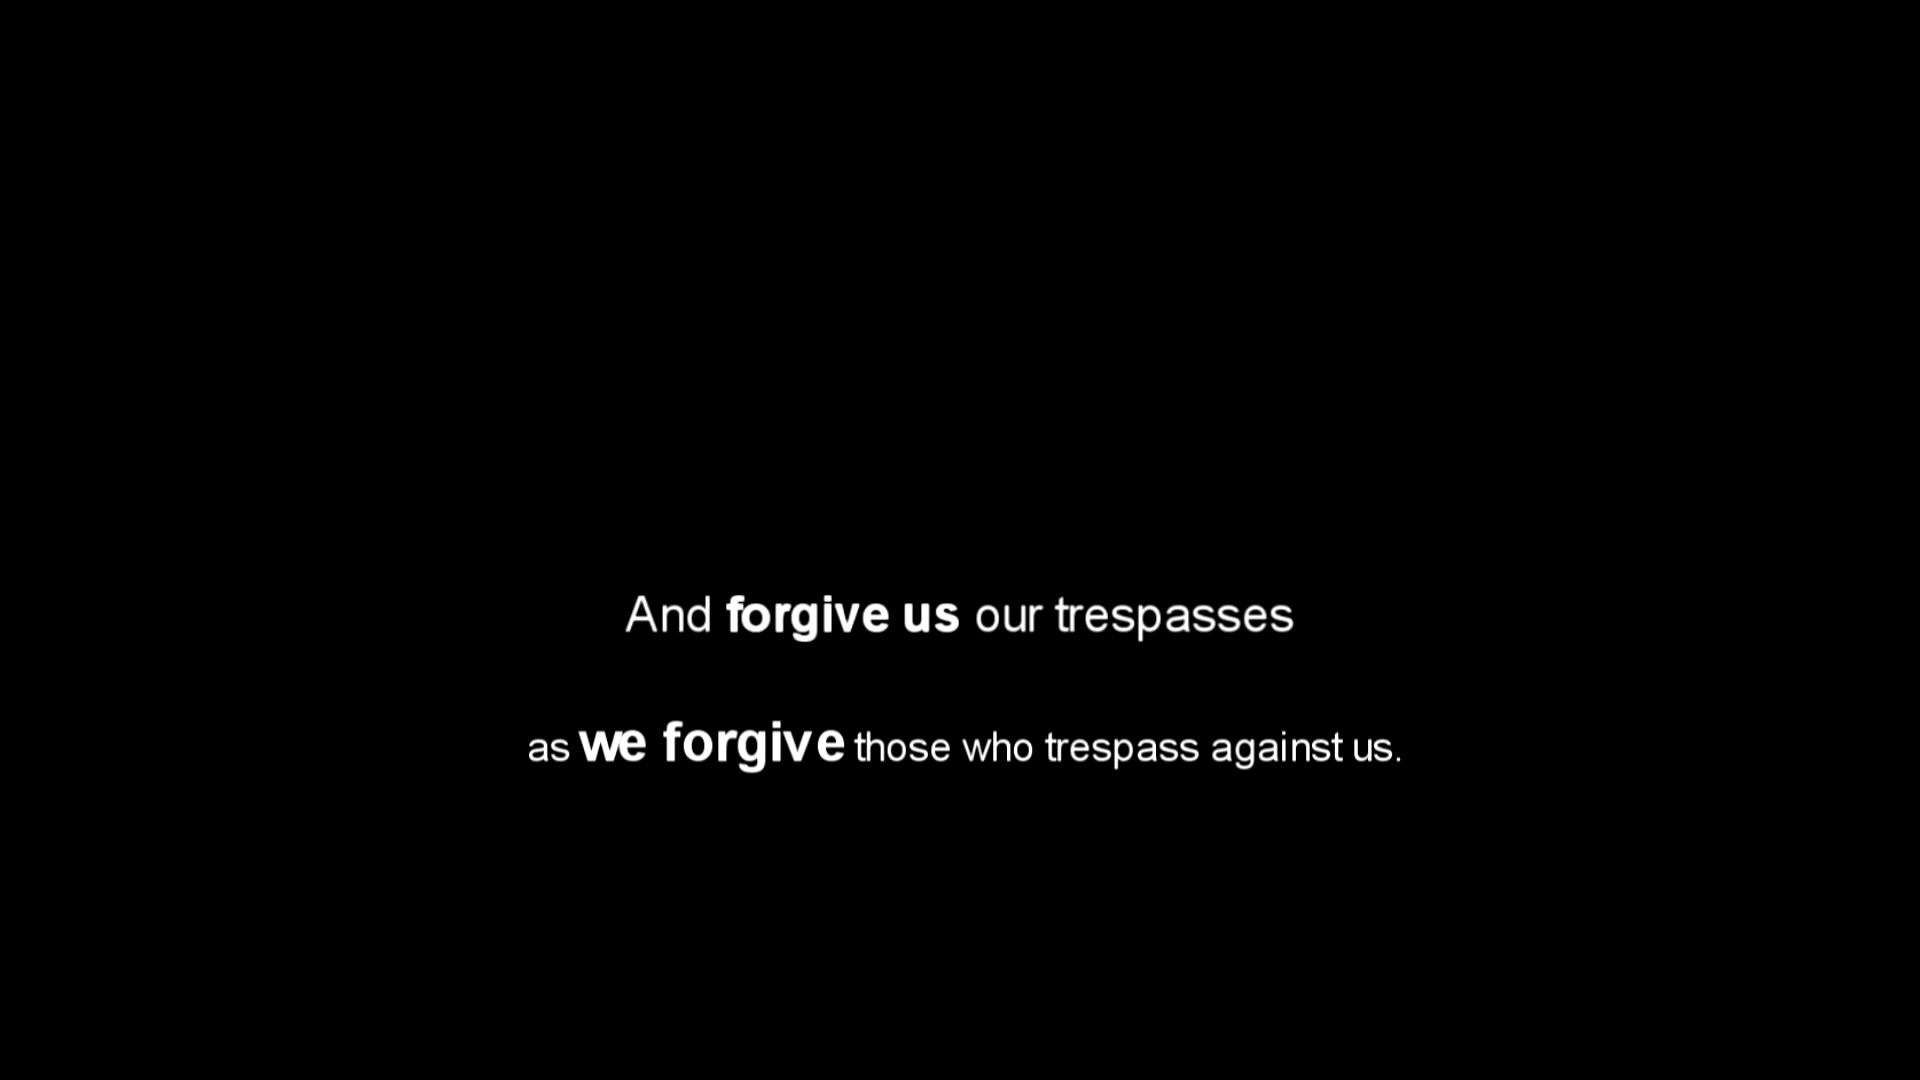 And forgive us our trespasses
as we forgive those who trespass against us.